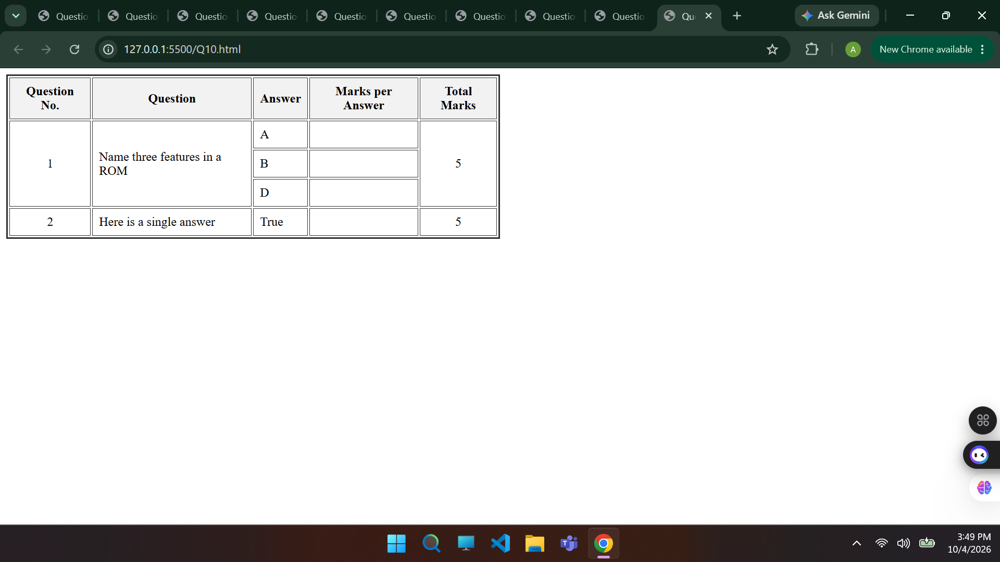 Questio
Questio
Questio
Questio
Questio
Questio
Questio
Questio
Questio
Qu
Ask Gemini
127.0.0.1:5500/Q10.html
A
New Chrome available
Question No.
Question
Answer
Marks per Answer
Total Marks
1
Name three features in a
ROM
A
B
D
5
2
Here is a single answer
True
5
T
3:49 PM
10/4/2026